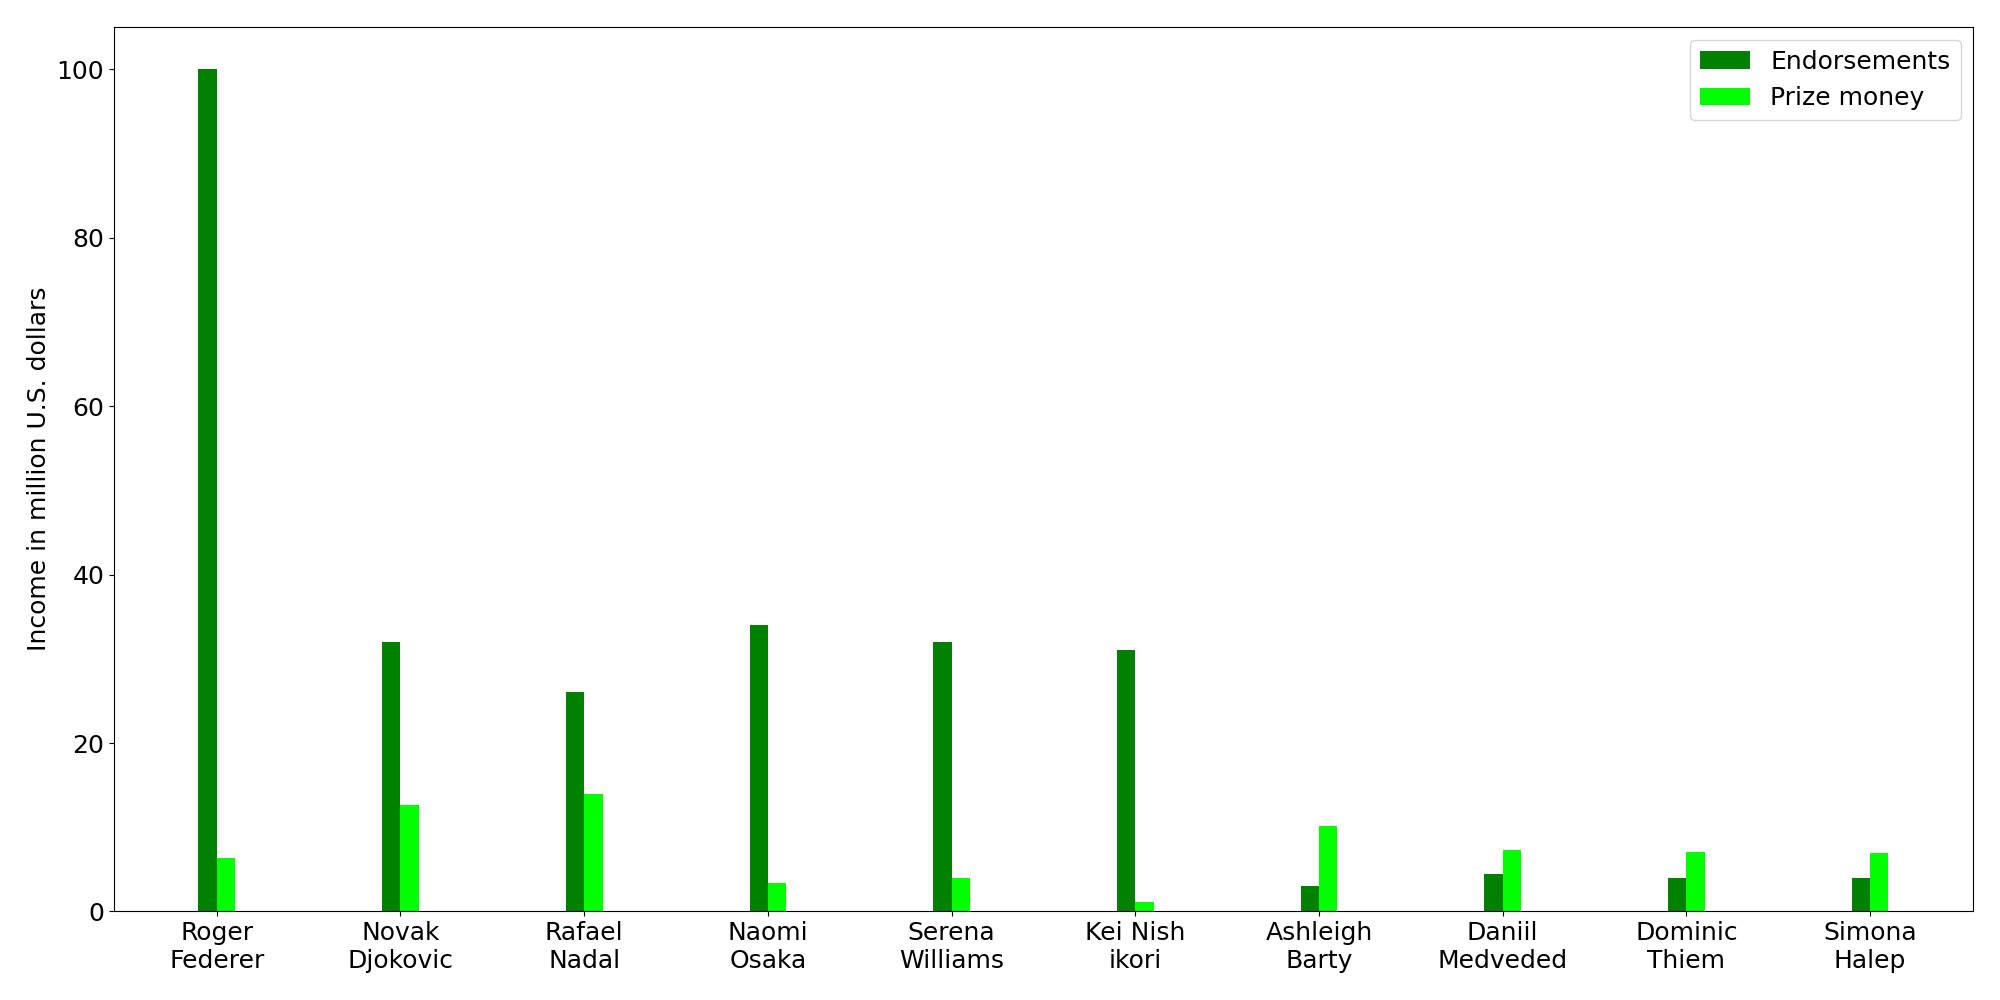 Endorsements
Prize money
Income in million U.S. dollars
100
80
60
40
20
0
Roger
Federer
Novak
Djokovic
Rafael
Nadal
Naomi
Osaka
Serena
Williams
Kei Nish
ikori
Ashleigh
Barty
Daniil
Medveded
Dominic
Thiem
Simona
Halep